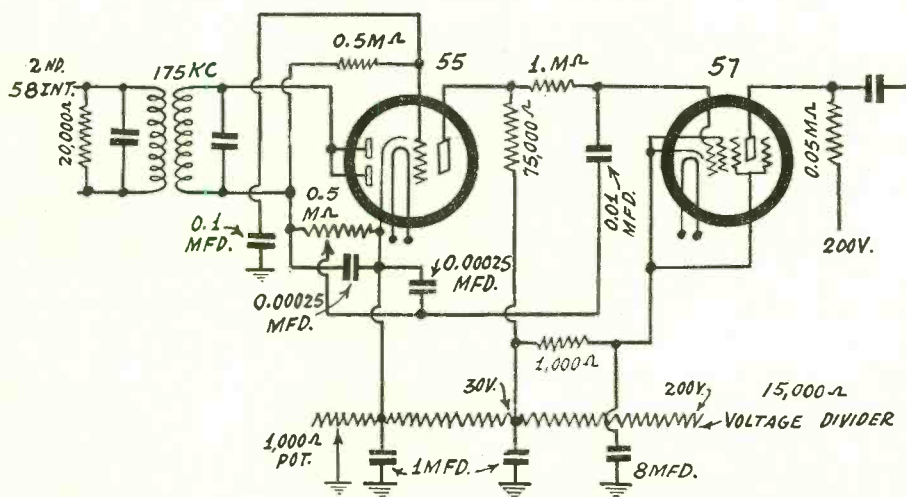 2ND.
58 INT.
20,000Ω
175KC
0.5MΩ
55
1.MΩ
75,000Ω
0.01
MFD.
57
0.05MΩ
200V.
0.1
MFD.
0.5
MΩ
0.00025
MFD.
0.00025
MFD.
1,000Ω
30V.
200V.
15,000Ω
VOLTAGE DIVIDER
1,000Ω
POT.
1MFD.
8MFD.